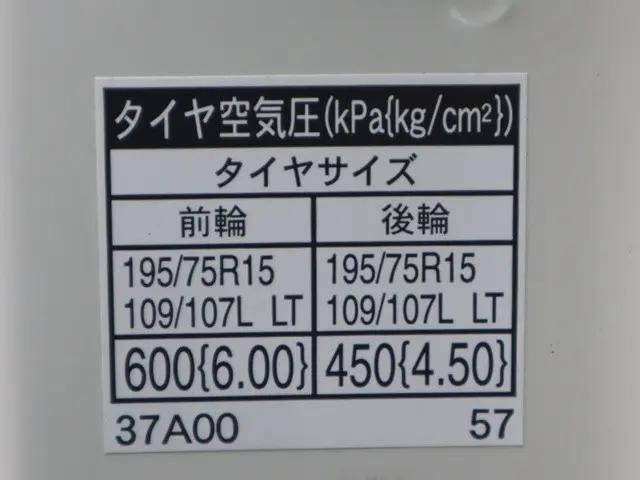 タイヤ空気圧(kPa{kg/cm²})
タイヤサイズ
前輪 後輪
195/75R15 195/75R15
109/107L LT 109/107L LT
600{6.00} 450{4.50}
37A00 57